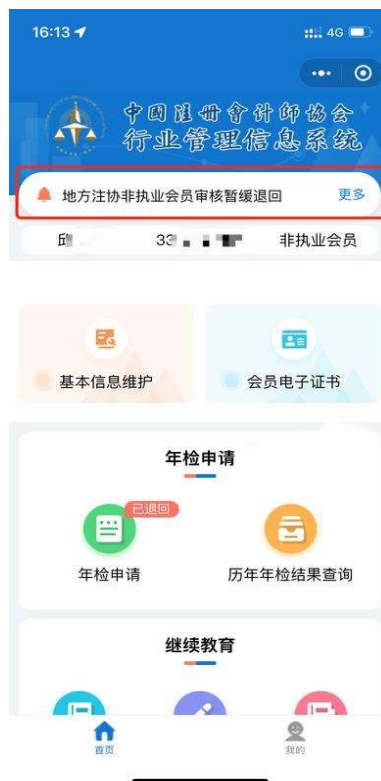 16:13
4G
中国注册会计师协会
行业管理信息系统
地方注协非执业会员审核暂缓退回 更多
邱 33 非执业会员
基本信息维护 会员电子证书
年检申请
已退回
年检申请 历年年检结果查询
继续教育
首页 我的